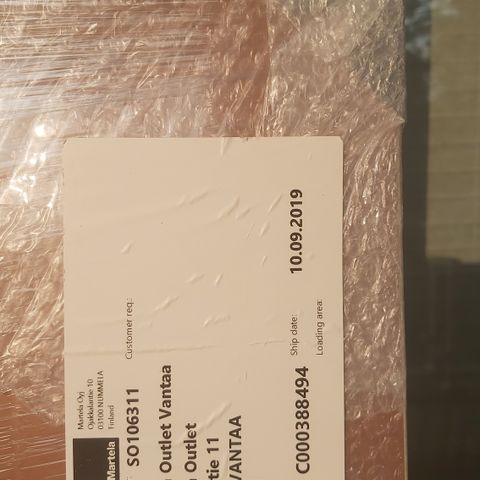 Martela
Martela Oyj
Ojakkalantie 10
03100 NUMMELA
Finland
SO106311
Customer req.:
Outlet Vantaa
Outlet
tie 11
VANTAA
C000388494
Ship date:
10.09.2019
Loading area: